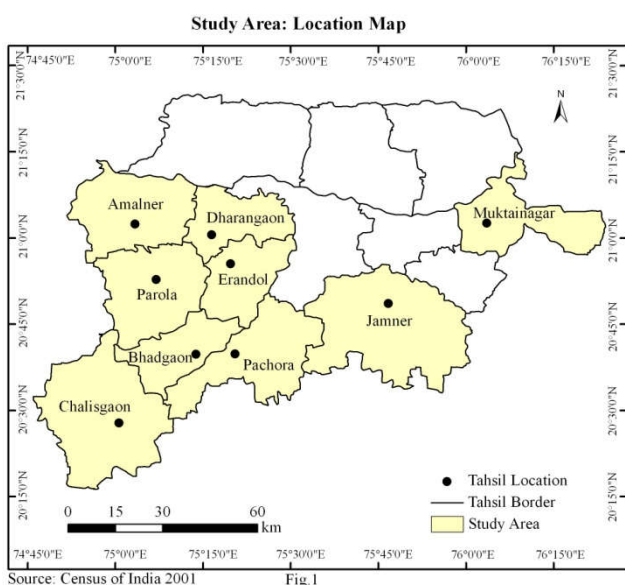 Study Area: Location Map
74°45'0"E 75°0'0"E 75°15'0"E 75°30'0"E 75°45'0"E 76°0'0"E 76°15'0"E
21°30'0"N
21°30'0"N
N
21°15'0"N
21°15'0"N
Amalner
Dharangaon
Muktainagar
21°0'0"N
21°0'0"N
Erandol
Parola
20°45'0"N
20°45'0"N
Jamner
Bhadgaon
Pachora
Chalisgaon
20°30'0"N
20°30'0"N
Tahsil Location
Tahsil Border
Study Area
20°15'0"N
20°15'0"N
0 15 30 60
km
74°45'0"E 75°0'0"E 75°15'0"E 75°30'0"E 75°45'0"E 76°0'0"E 76°15'0"E
Source: Census of India 2001 Fig.1